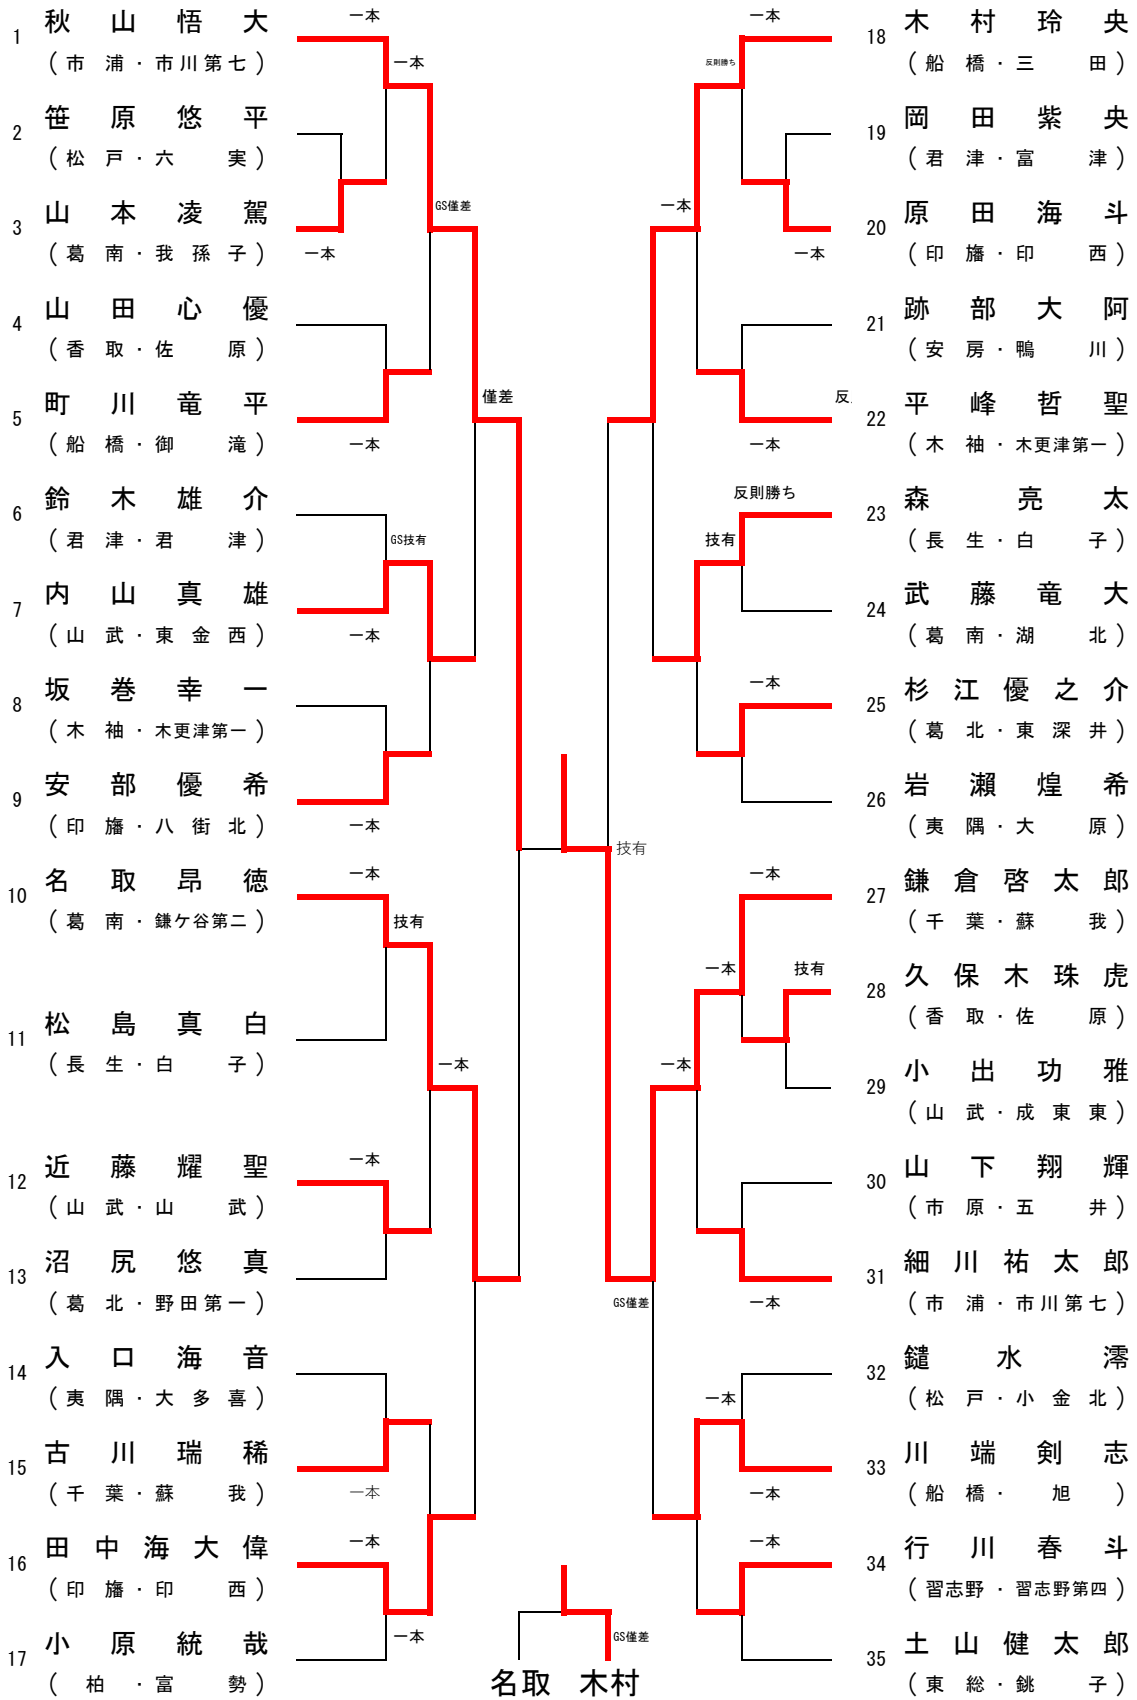 1 秋山悟大 一本
(市浦・市川第七) 一本
2 笹原悠平
(松戸・六実)
3 山本凌駕 GS僅差
(葛南・我孫子) 一本
4 山田心優
(香取・佐原)
5 町川竜平 僅差
(船橋・御滝) 一本
6 鈴木雄介
(君津・君津) GS技有
7 内山真雄
(山武・東金西) 一本
8 坂巻幸一
(木袖・木更津第一)
9 安部優希
(印旛・八街北) 一本
10 名取昂徳 一本
(葛南・鎌ケ谷第二) 技有
11 松島真白
(長生・白子) 一本
12 近藤耀聖 一本
(山武・山武)
13 沼尻悠真
(葛北・野田第一)
14 入口海音
(夷隅・大多喜)
15 古川瑞稀
(千葉・蘇我) 一本
16 田中海大偉 一本
(印旛・印西)
17 小原統哉 一本
(柏・富勢)
技有
GS僅差
名取 木村
一本 18 木村玲央
反則勝ち (船橋・三田)
19 岡田紫央
(君津・富津)
一本 20 原田海斗
一本 (印旛・印西)
21 跡部大阿
(安房・鴨川)
反 22 平峰哲聖
一本 (木袖・木更津第一)
反則勝ち 23 森亮太
技有 (長生・白子)
24 武藤竜大
(葛南・湖北)
一本 25 杉江優之介
(葛北・東深井)
26 岩瀬煌希
(夷隅・大原)
一本 27 鎌倉啓太郎
(千葉・蘇我)
一本 技有 28 久保木珠虎
(香取・佐原)
一本 29 小出功雅
(山武・成東東)
30 山下翔輝
(市原・五井)
31 細川祐太郎
GS僅差 一本 (市浦・市川第七)
32 鑓水澪
一本 (松戸・小金北)
33 川端剣志
一本 (船橋・旭)
一本 34 行川春斗
(習志野・習志野第四)
35 土山健太郎
(東総・銚子)